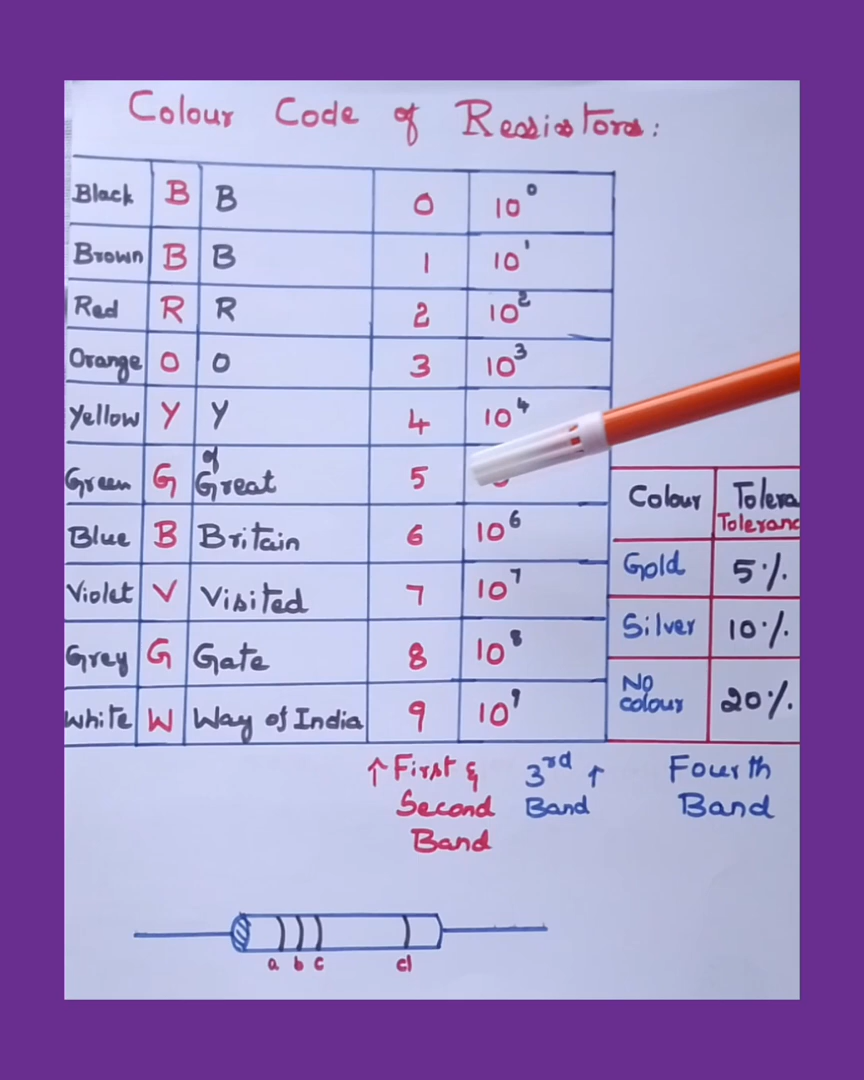 Colour Code of Resistors:
Black B B 0 10⁰
Brown B B 1 10¹
Red R R 2 10²
Orange O O 3 10³
Yellow Y Y 4 10⁴
of
Green G Great 5
Blue B Britain 6 10⁶
Violet V Visited 7 10⁷
Grey G Gate 8 10⁸
White W Way of India 9 10⁹
Colour
Gold 5%
Silver 10%
No colour 20%
↑ First & Second Band
3rd ↑ Band
Fourth Band
a b c d